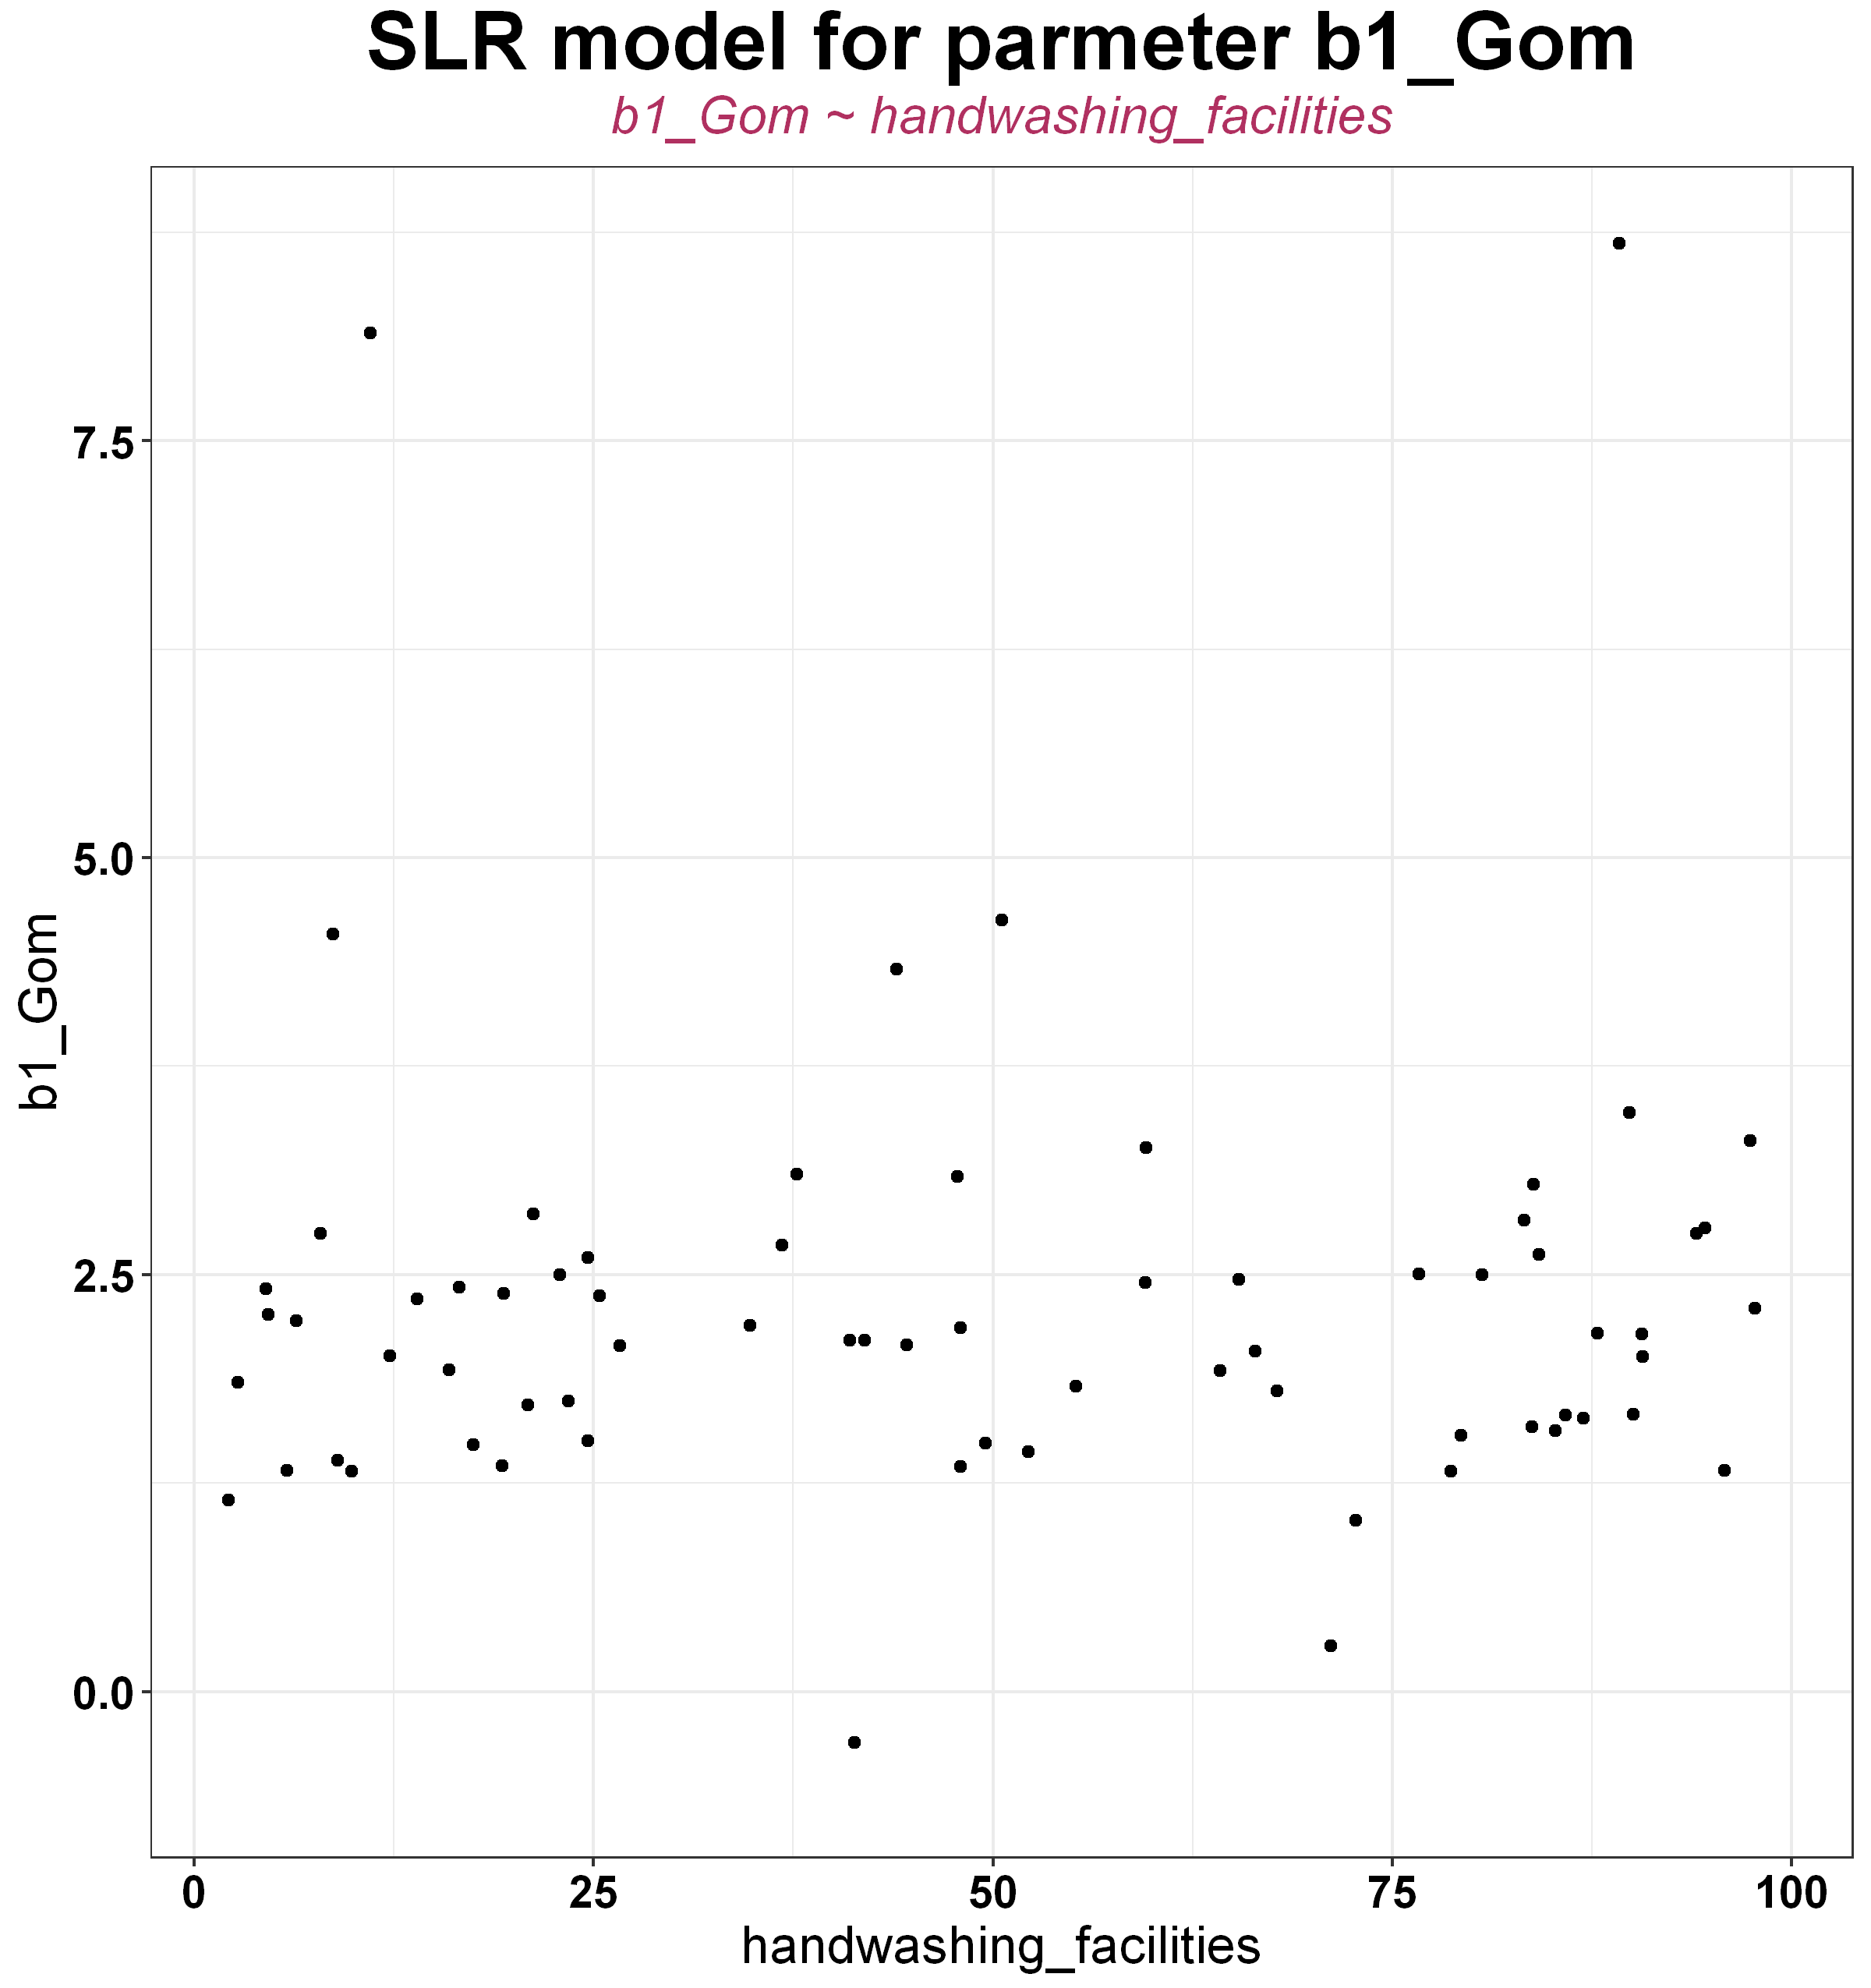 SLR model for parmeter b1_Gom
b1_Gom ~ handwashing_facilities
7.5
5.0
2.5
0.0
b1_Gom
0 25 50 75 100
handwashing_facilities